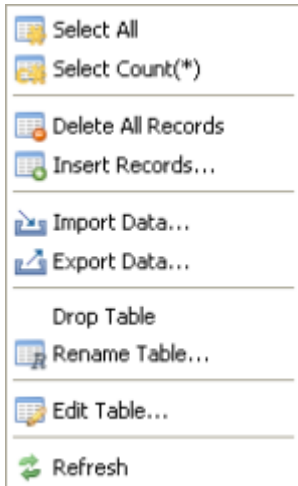 Select All
Select Count(*)
Delete All Records
Insert Records...
Import Data...
Export Data...
Drop Table
Rename Table...
Edit Table...
Refresh